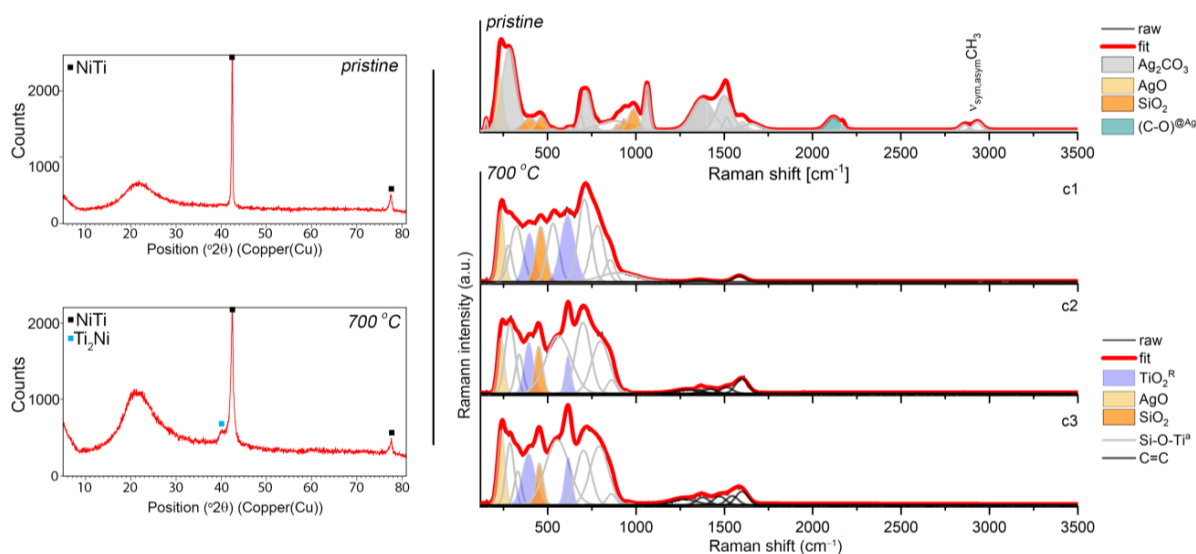 NiTi
pristine
2000
1000
0
Counts
10 20 30 40 50 60 70 80
Position (°2θ) (Copper(Cu))
NiTi
Ti₂Ni
700 °C
2000
1000
0
Counts
10 20 30 40 50 60 70 80
Position (°2θ) (Copper(Cu))
pristine
νsym,asymCH₃
500 1000 1500 2000 2500 3000 3500
Raman shift [cm⁻¹]
raw
fit
Ag₂CO₃
AgO
SiO₂
(C-O)@Ag
700 °C
c1
c2
c3
Ramann intensity (a.u.)
500 1000 1500 2000 2500 3000 3500
Raman shift (cm⁻¹)
raw
fit
TiO₂ᴿ
AgO
SiO₂
Si-O-Tiᵃ
C=C